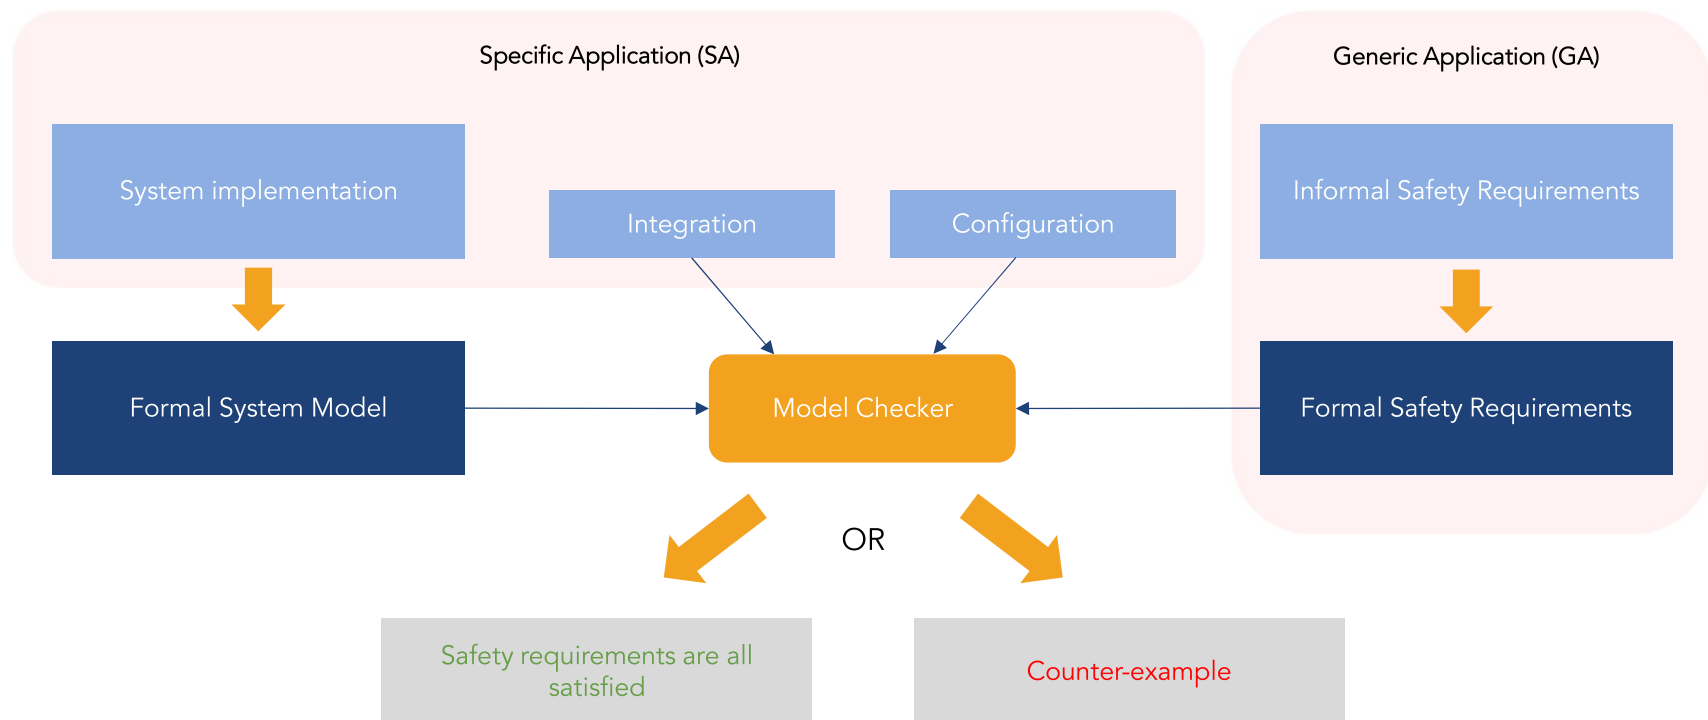 Specific Application (SA)
Generic Application (GA)
System implementation
Integration
Configuration
Informal Safety Requirements
Formal System Model
Model Checker
Formal Safety Requirements
OR
Safety requirements are all
satisfied
Counter-example